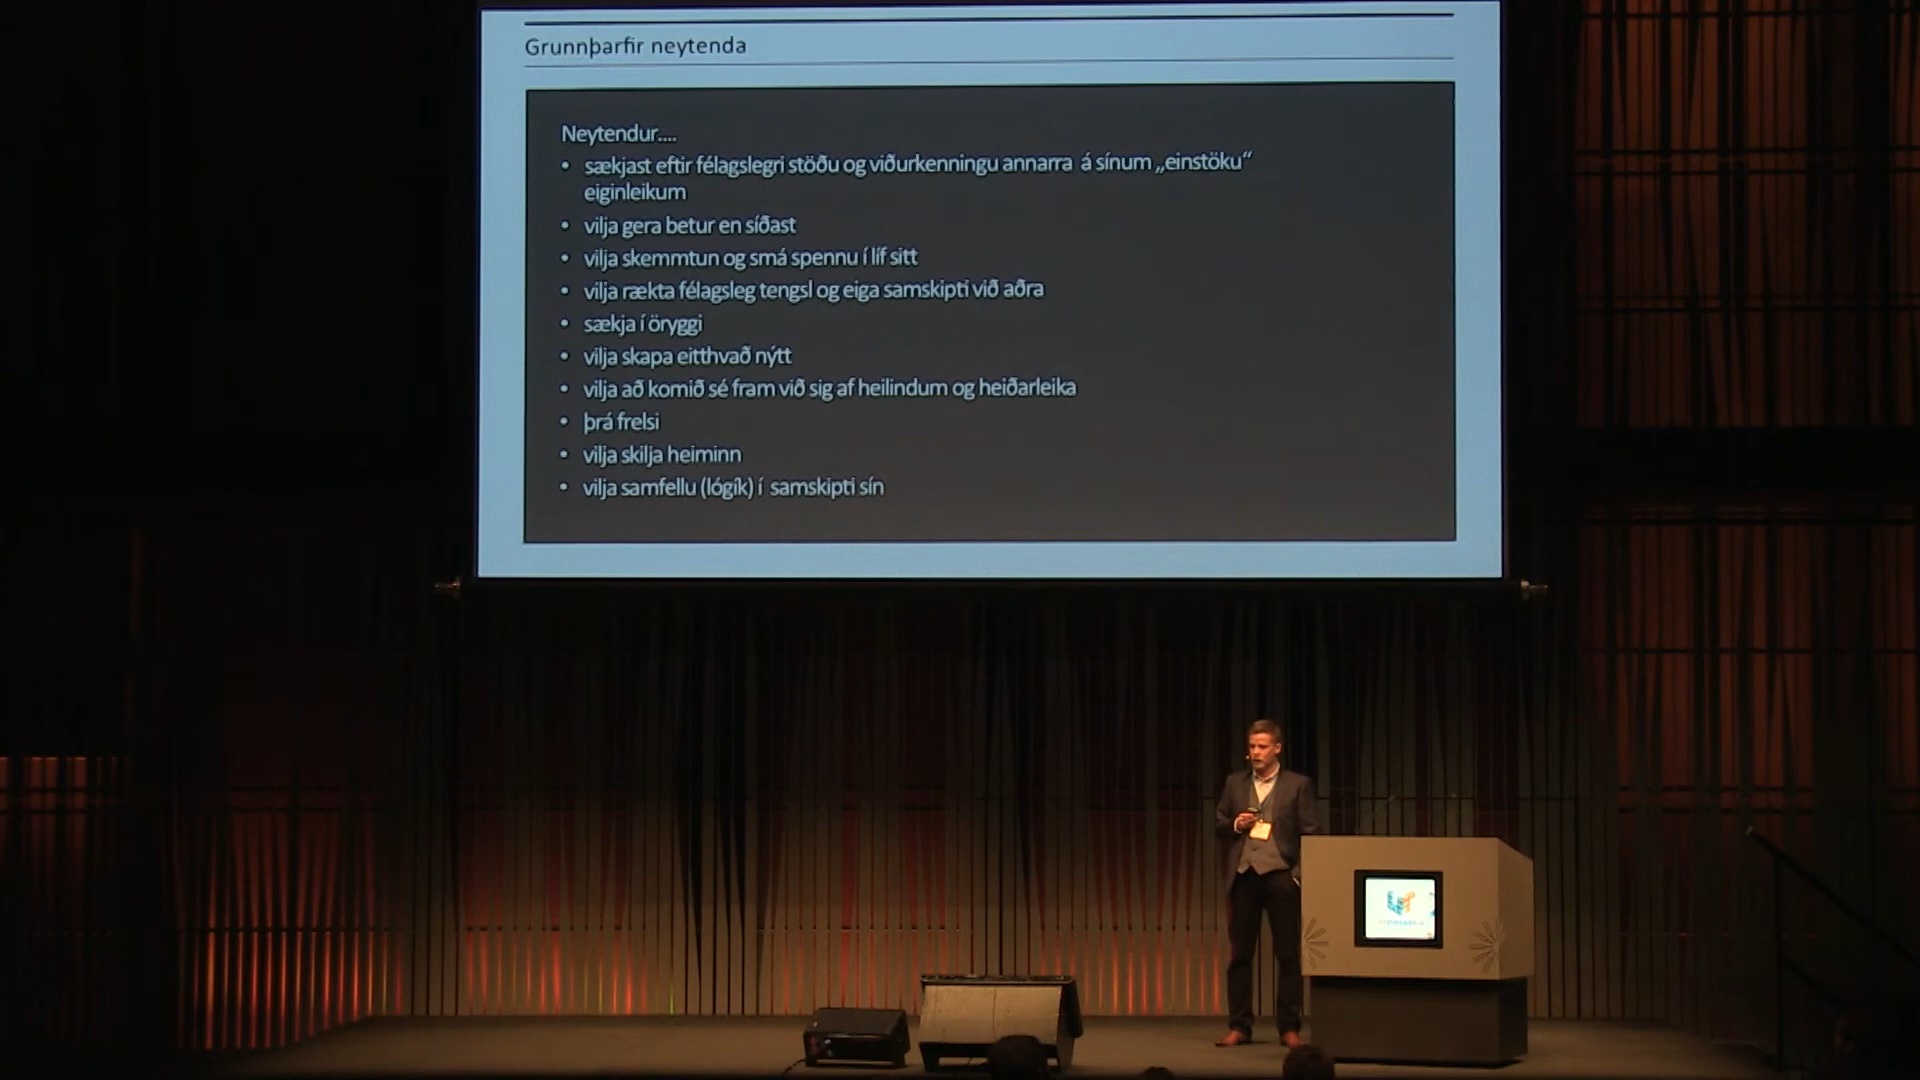 Grunnþarfir neytenda
Neytendur....
• sækjast eftir félagslegri stöðu og viðurkenningu annarra á sínum „einstöku“
eiginleikum
• vilja gera betur en síðast
• vilja skemmtun og smá spennu í líf sitt
• vilja rækta félagsleg tengsl og eiga samskipti við aðra
• sækja í öryggi
• vilja skapa eitthvað nýtt
• vilja að komið sé fram við sig af heilindum og heiðarleika
• þrá frelsi
• vilja skilja heiminn
• vilja samfellu (lógík) í samskipti sín